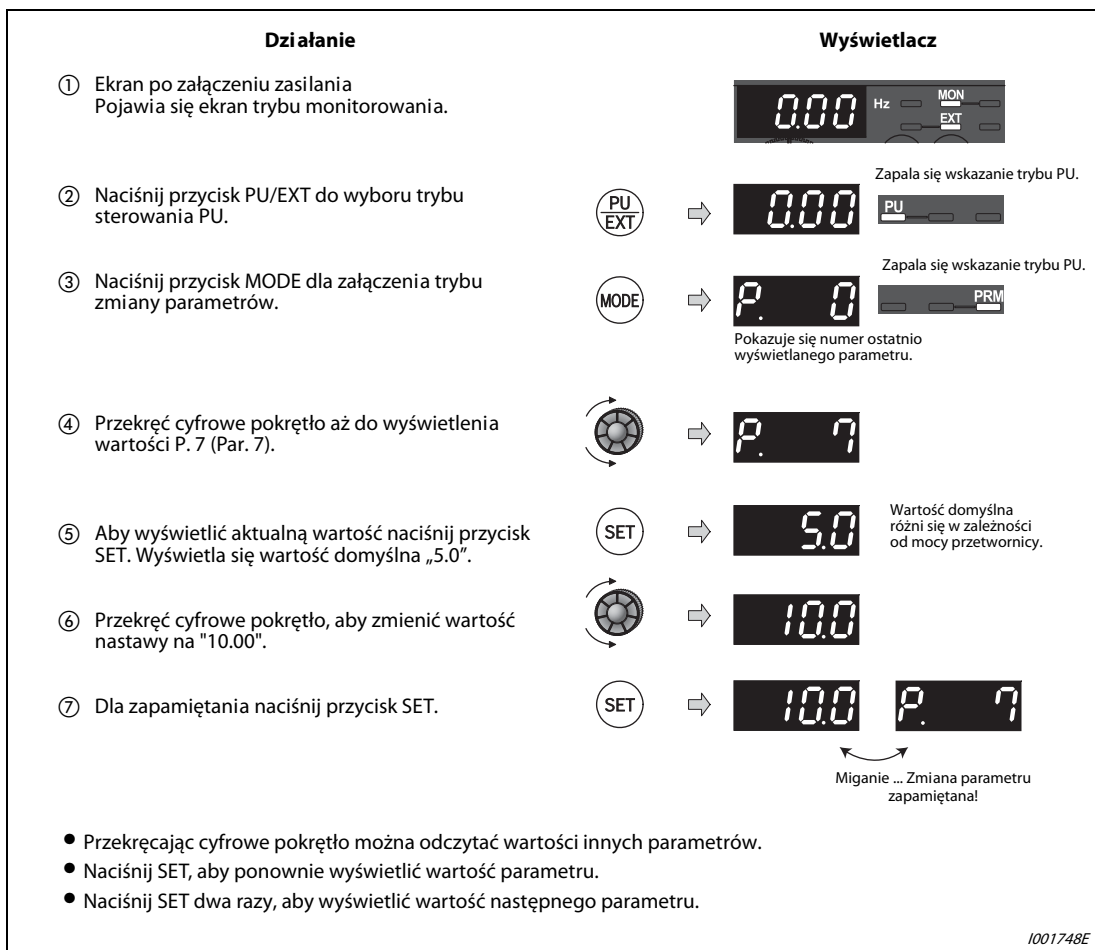 Działanie
Wyświetlacz
① Ekran po załączeniu zasilania
Pojawia się ekran trybu monitorowania.
0.00 Hz MON
EXT
② Naciśnij przycisk PU/EXT do wyboru trybu
sterowania PU.
PU
EXT
0.00
Zapala się wskazanie trybu PU.
PU
③ Naciśnij przycisk MODE dla załączenia trybu
zmiany parametrów.
MODE
P. 0
Zapala się wskazanie trybu PU.
PRM
Pokazuje się numer ostatnio
wyświetlanego parametru.
④ Przekręć cyfrowe pokrętło aż do wyświetlenia
wartości P. 7 (Par. 7).
P. 7
⑤ Aby wyświetlić aktualną wartość naciśnij przycisk
SET. Wyświetla się wartość domyślna „5.0”.
SET
5.0
Wartość domyślna
różni się w zależności
od mocy przetwornicy.
⑥ Przekręć cyfrowe pokrętło, aby zmienić wartość
nastawy na "10.00".
10.0
⑦ Dla zapamiętania naciśnij przycisk SET.
SET
10.0 P. 7
Miganie ... Zmiana parametru
zapamiętana!
● Przekręcając cyfrowe pokrętło można odczytać wartości innych parametrów.
● Naciśnij SET, aby ponownie wyświetlić wartość parametru.
● Naciśnij SET dwa razy, aby wyświetlić wartość następnego parametru.
I001748E